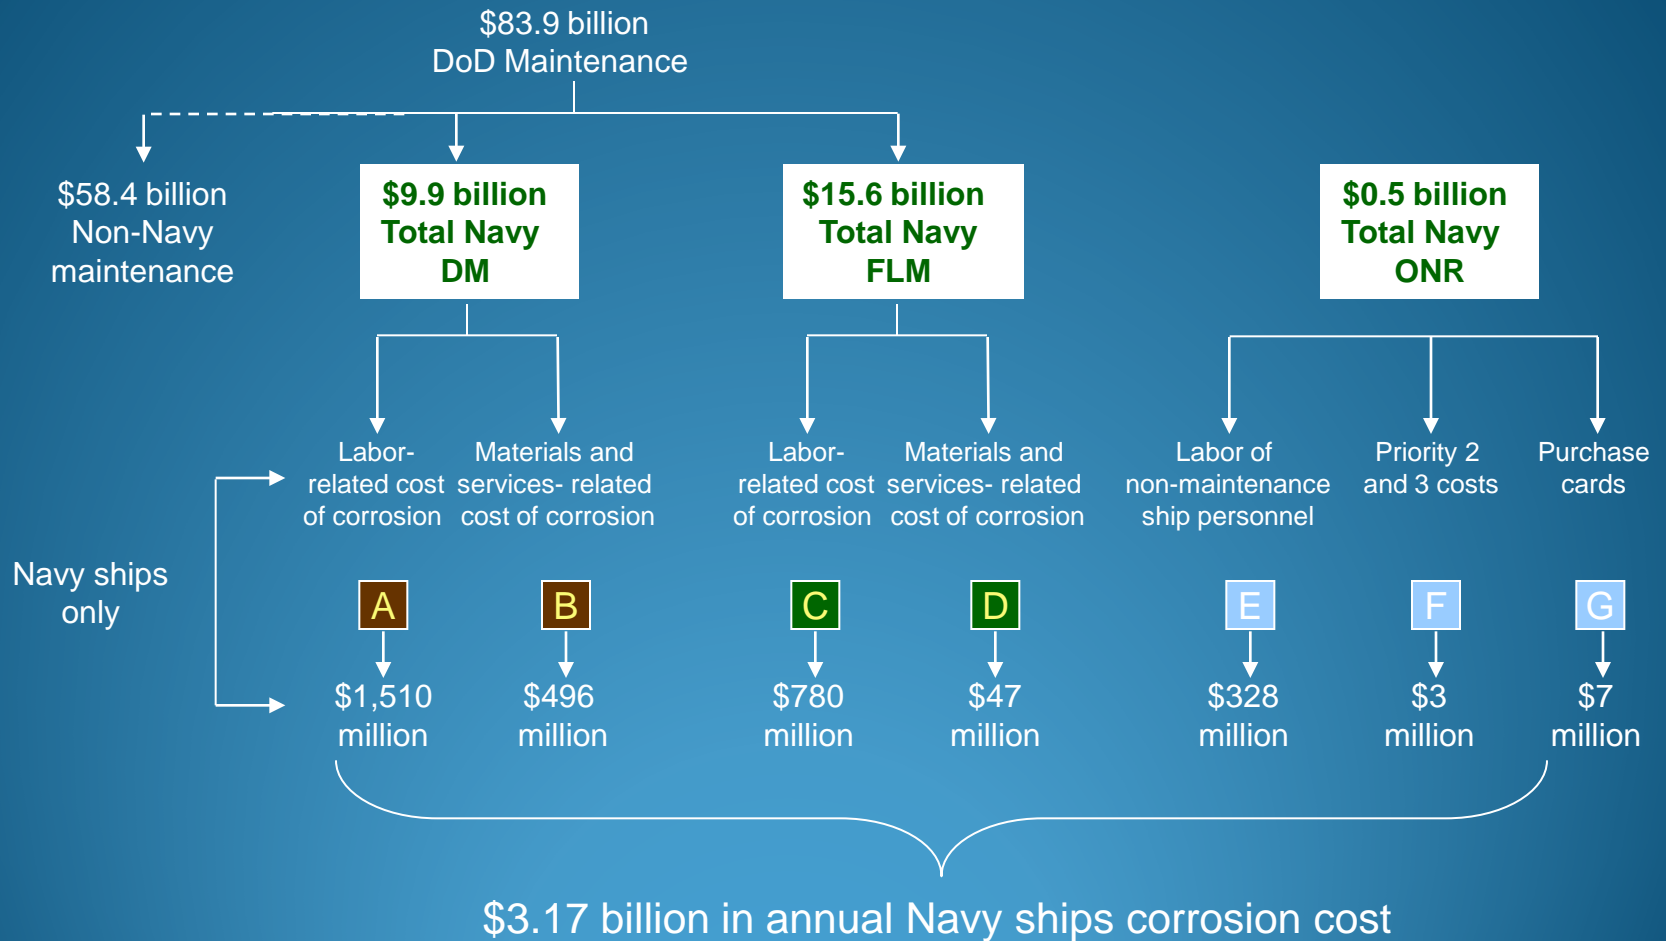 $83.9 billion
DoD Maintenance
$58.4 billion
Non-Navy
maintenance
$9.9 billion
Total Navy
DM
$15.6 billion
Total Navy
FLM
$0.5 billion
Total Navy
ONR
Labor-
related cost
of corrosion
Materials and
services- related
cost of corrosion
Labor-
related cost
of corrosion
Materials and
services- related
cost of corrosion
Labor of
non-maintenance
ship personnel
Priority 2
and 3 costs
Purchase
cards
Navy ships
only
A
B
C
D
E
F
G
$1,510
million
$496
million
$780
million
$47
million
$328
million
$3
million
$7
million
$3.17 billion in annual Navy ships corrosion cost